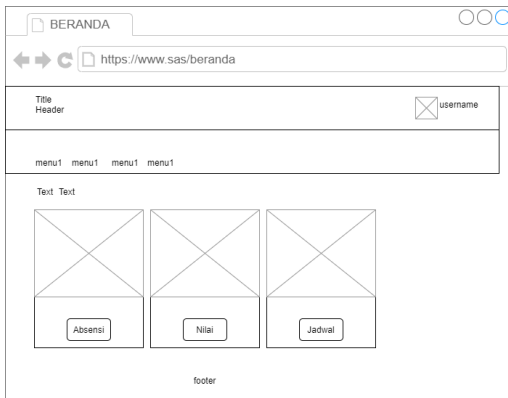 BERANDA
https://www.sas/beranda
Title
Header
username
menu1 menu1 menu1 menu1
Text Text
Absensi Nilai Jadwal
footer